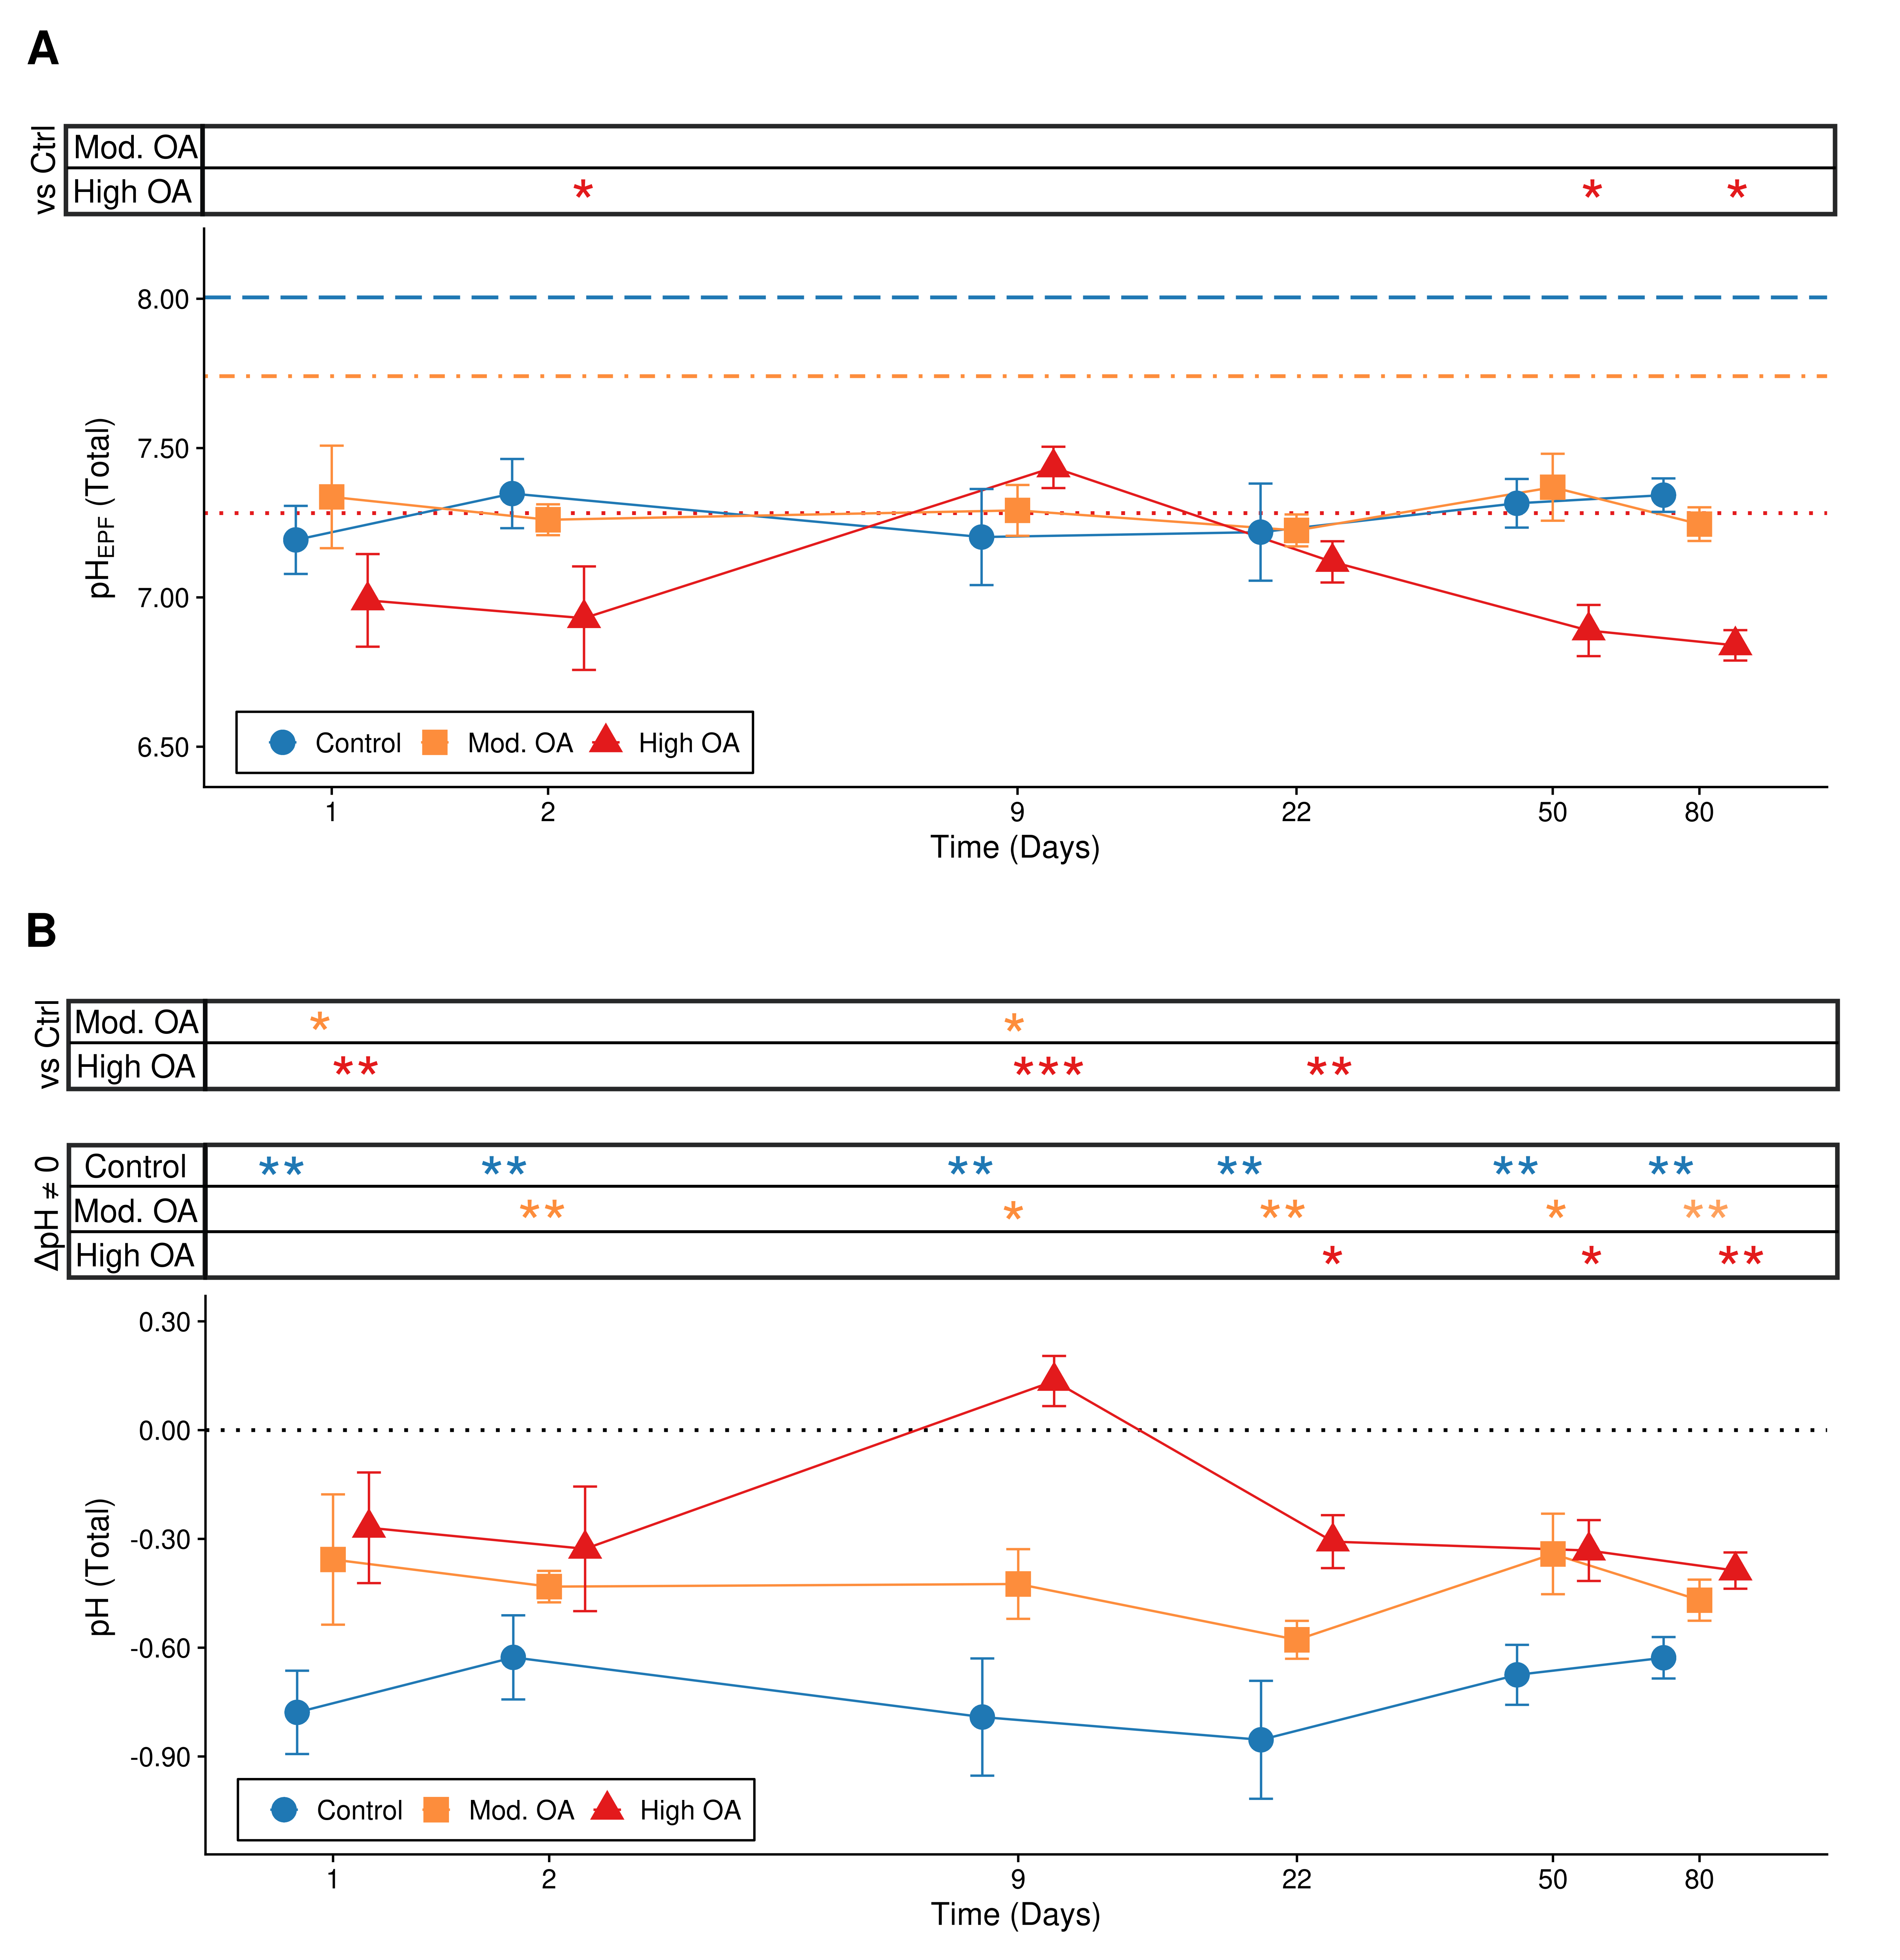 A
vs Ctrl
Mod. OA
High OA *
* *
8.00
7.50
7.00
6.50
pHEPF (Total)
Control Mod. OA High OA
1 2 9 22 50 80
Time (Days)
B
vs Ctrl
Mod. OA * *
High OA ** *** **
ΔpH ≠ 0
Control ** ** ** ** ** **
Mod. OA ** * ** * **
High OA * * **
0.30
0.00
-0.30
-0.60
-0.90
pH (Total)
Control Mod. OA High OA
1 2 9 22 50 80
Time (Days)